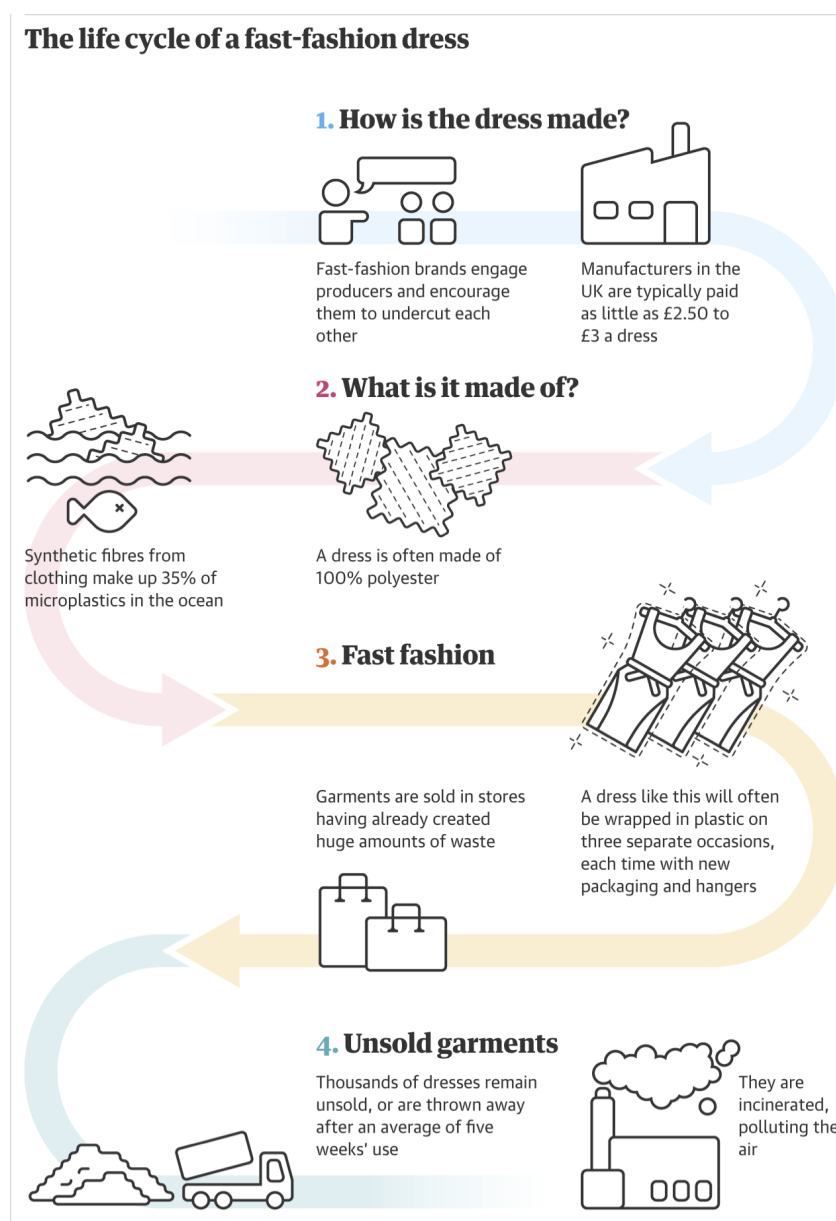 The life cycle of a fast-fashion dress
1. How is the dress made?
Fast-fashion brands engage
producers and encourage
them to undercut each
other
Manufacturers in the
UK are typically paid
as little as £2.50 to
£3 a dress
2. What is it made of?
Synthetic fibres from
clothing make up 35% of
microplastics in the ocean
A dress is often made of
100% polyester
3. Fast fashion
Garments are sold in stores
having already created
huge amounts of waste
A dress like this will often
be wrapped in plastic on
three separate occasions,
each time with new
packaging and hangers
4. Unsold garments
Thousands of dresses remain
unsold, or are thrown away
after an average of five
weeks’ use
They are
incinerated,
polluting the
air